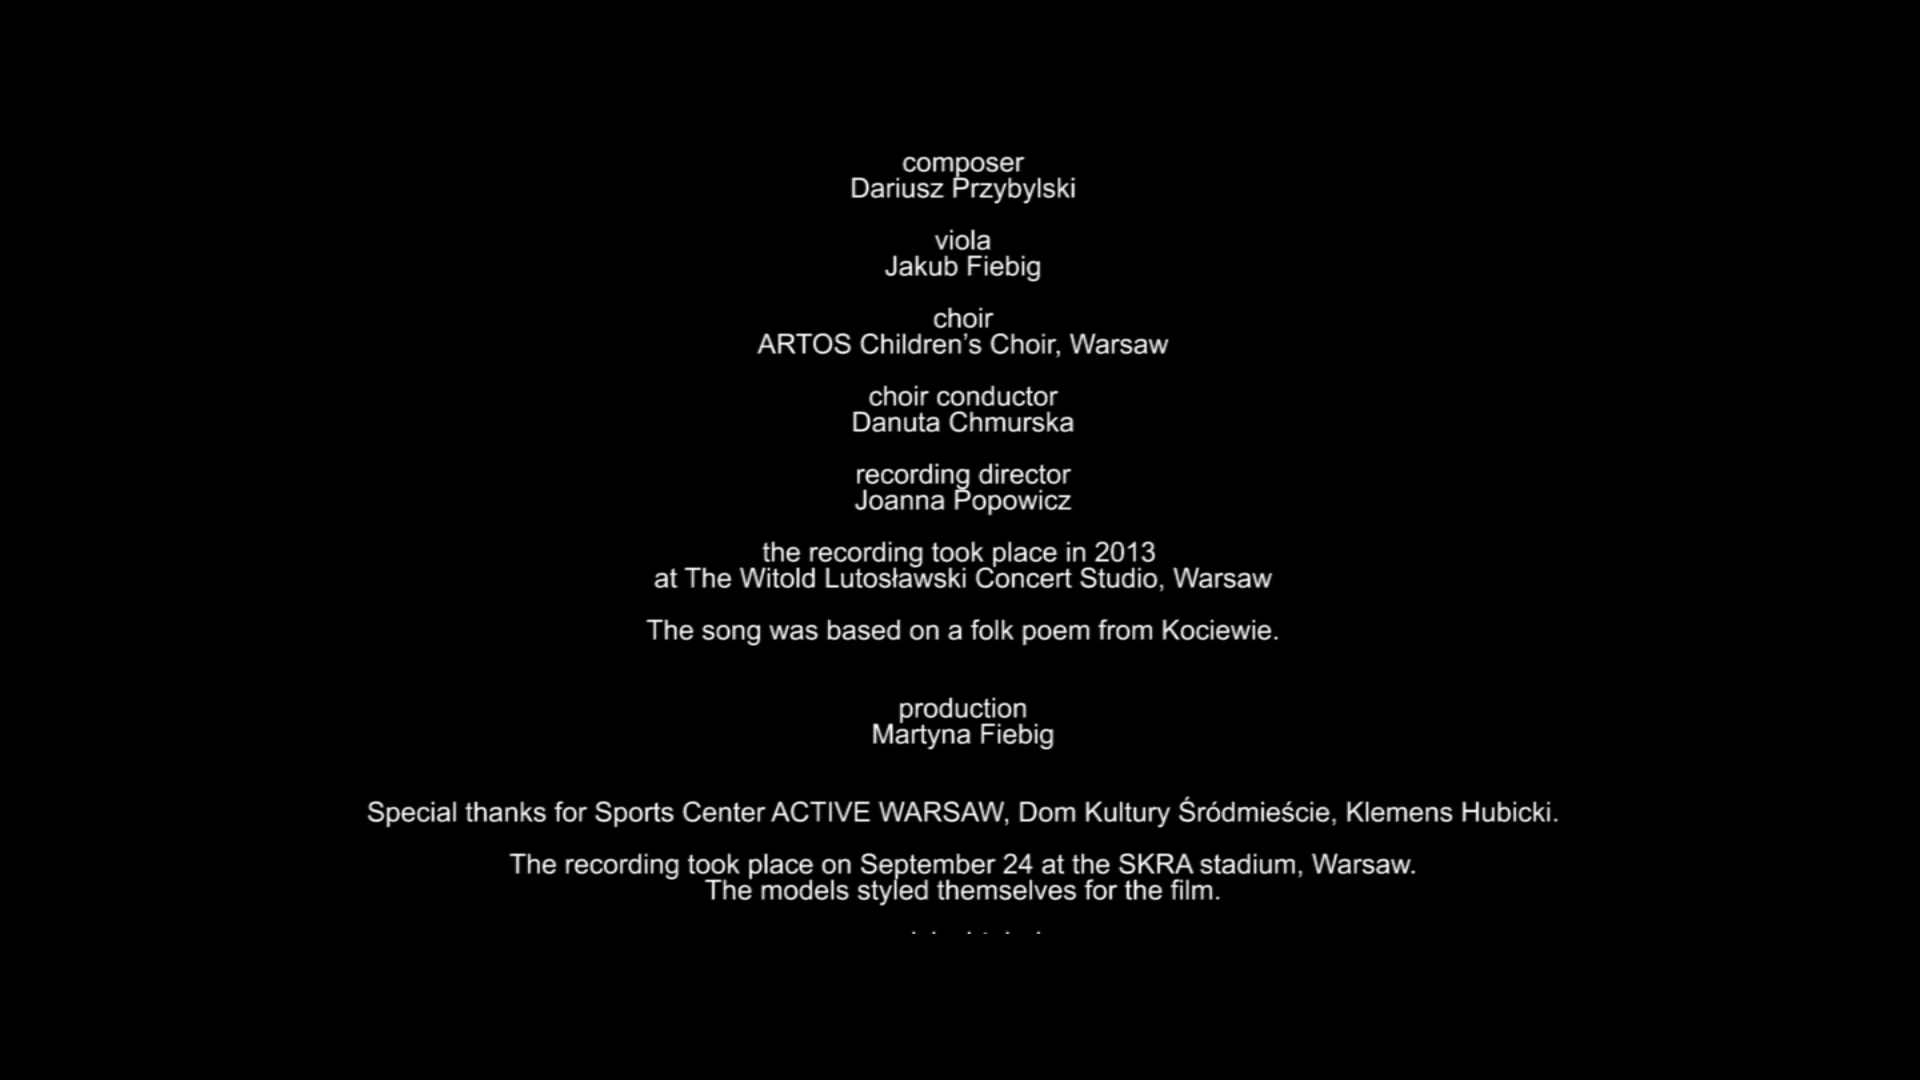 composer
Dariusz Przybylski
viola
Jakub Fiebig
choir
ARTOS Children’s Choir, Warsaw
choir conductor
Danuta Chmurska
recording director
Joanna Popowicz
the recording took place in 2013
at The Witold Lutosławski Concert Studio, Warsaw
The song was based on a folk poem from Kociewie.
production
Martyna Fiebig
Special thanks for Sports Center ACTIVE WARSAW, Dom Kultury Śródmieście, Klemens Hubicki.
The recording took place on September 24 at the SKRA stadium, Warsaw.
The models styled themselves for the film.